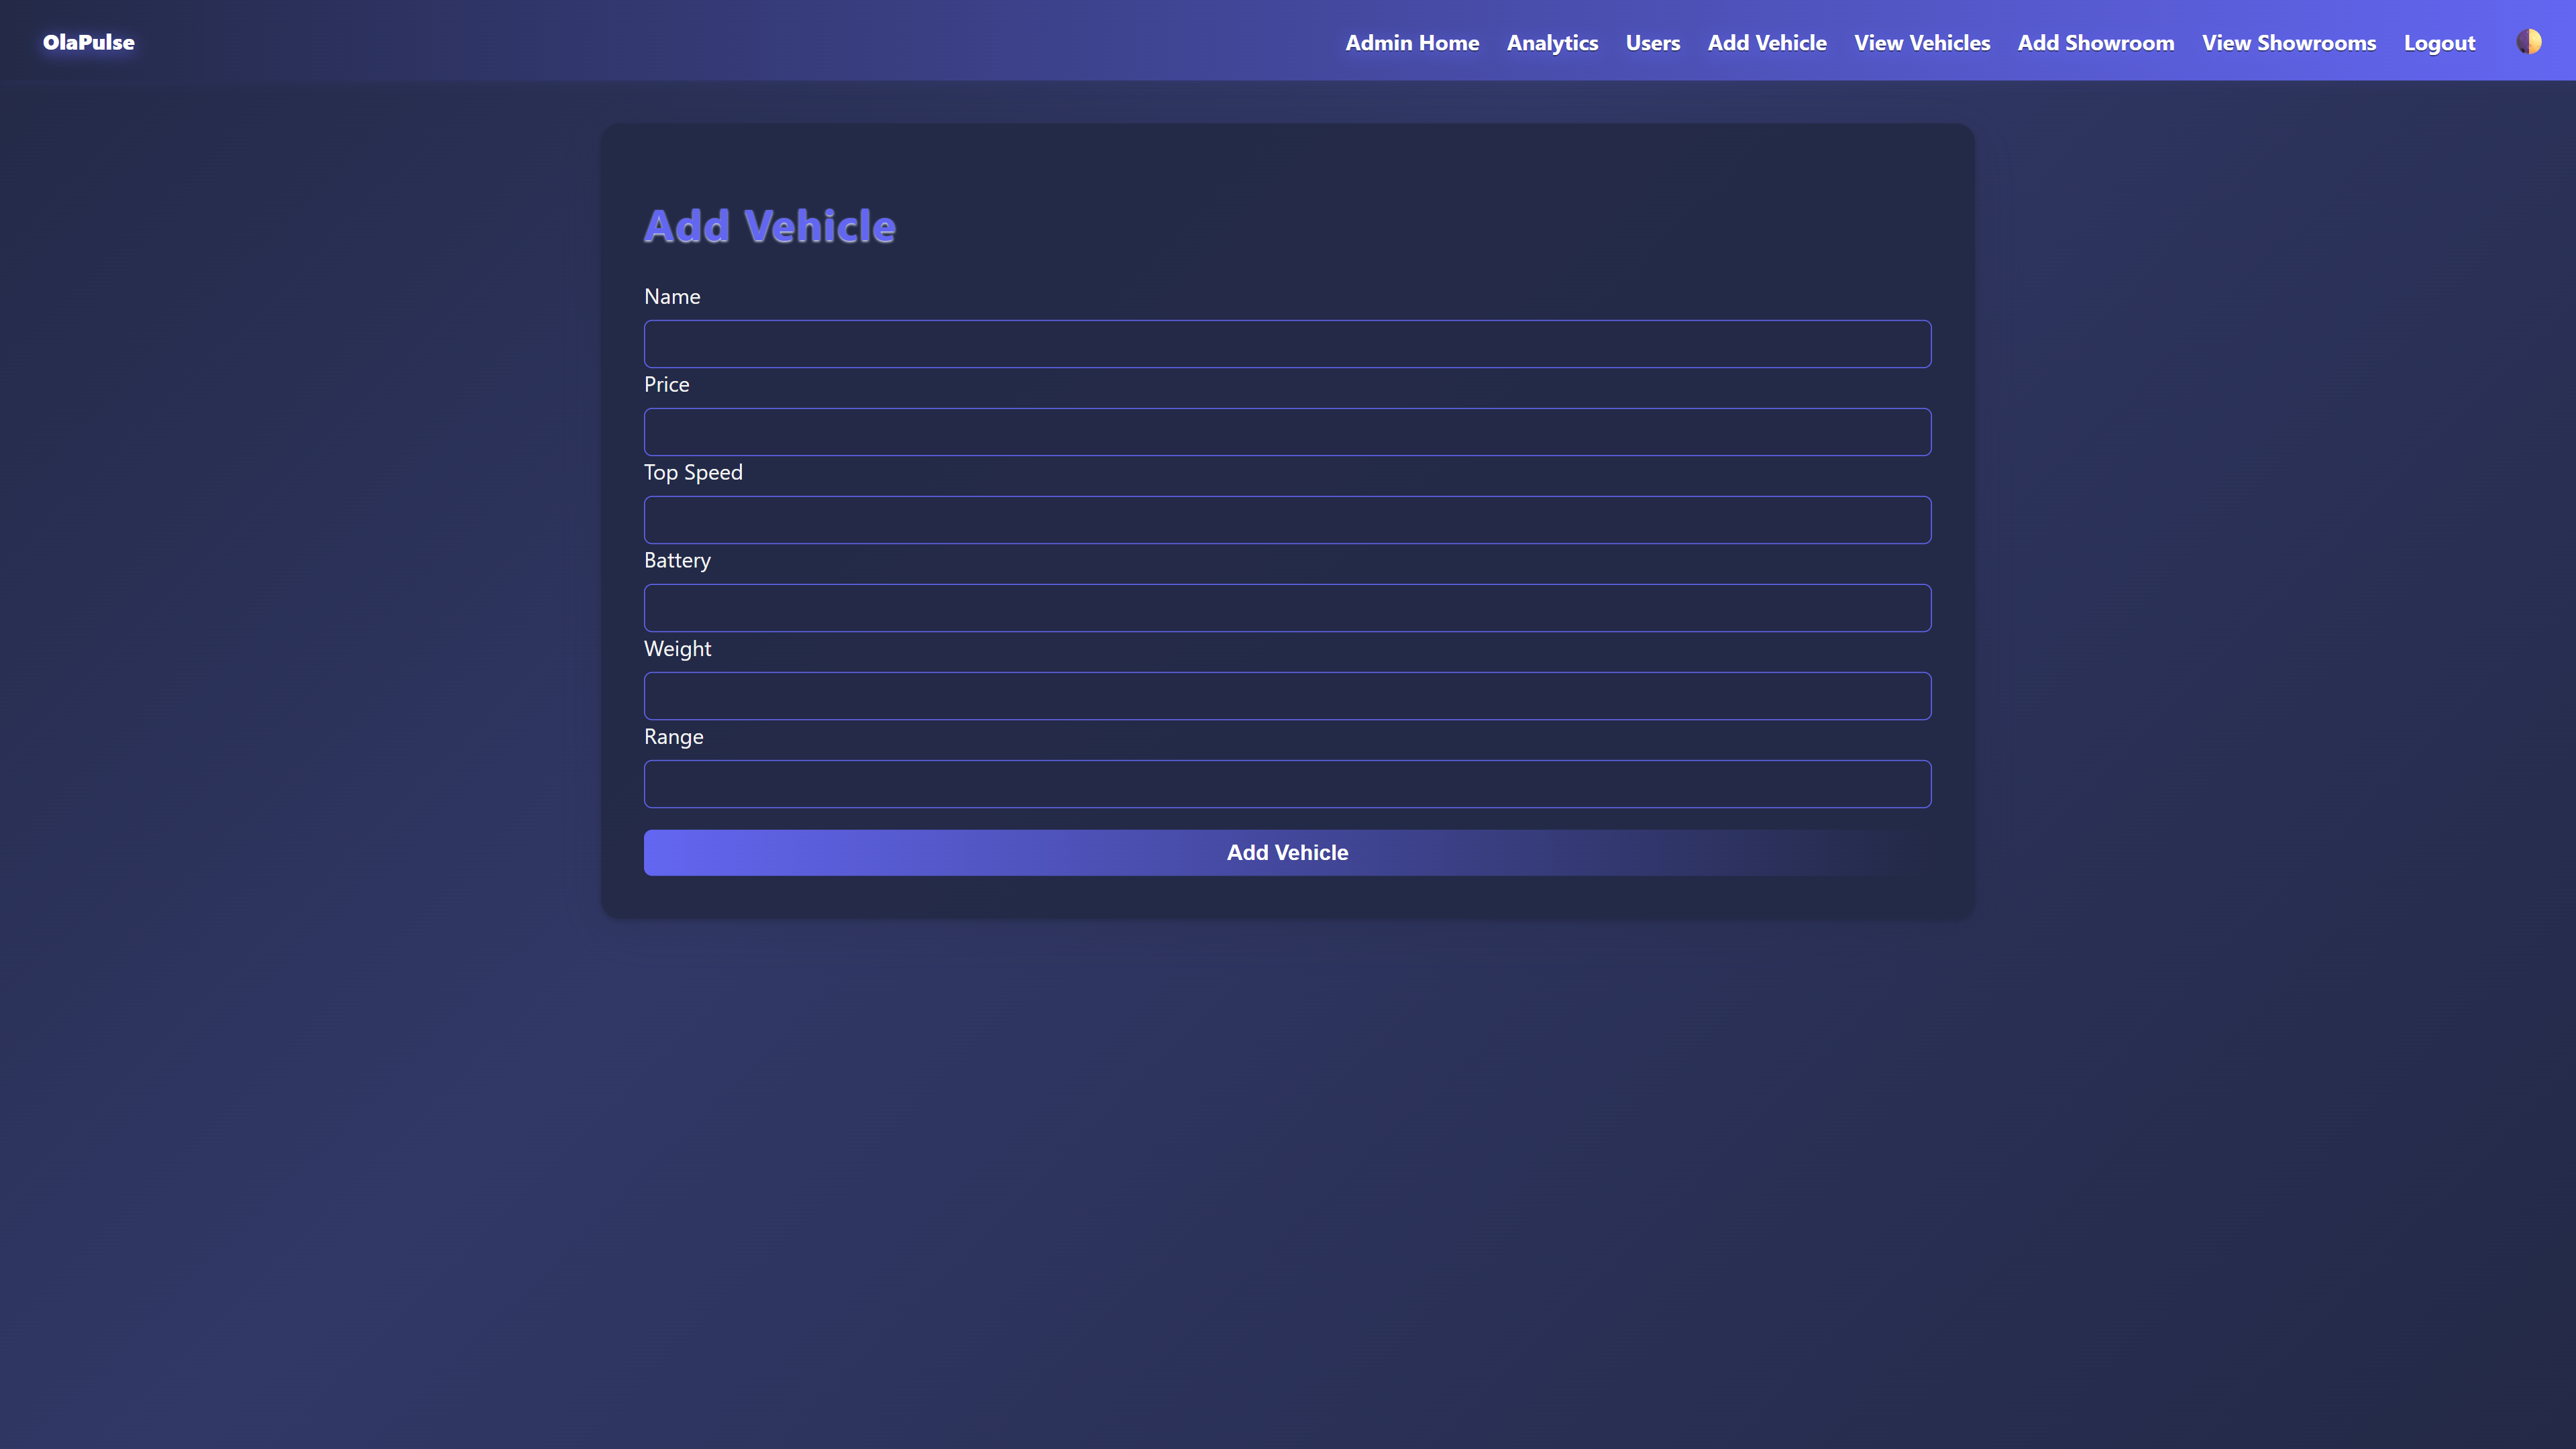 OlaPulse
Admin Home Analytics Users Add Vehicle View Vehicles Add Showroom View Showrooms Logout
Add Vehicle
Name
Price
Top Speed
Battery
Weight
Range
Add Vehicle